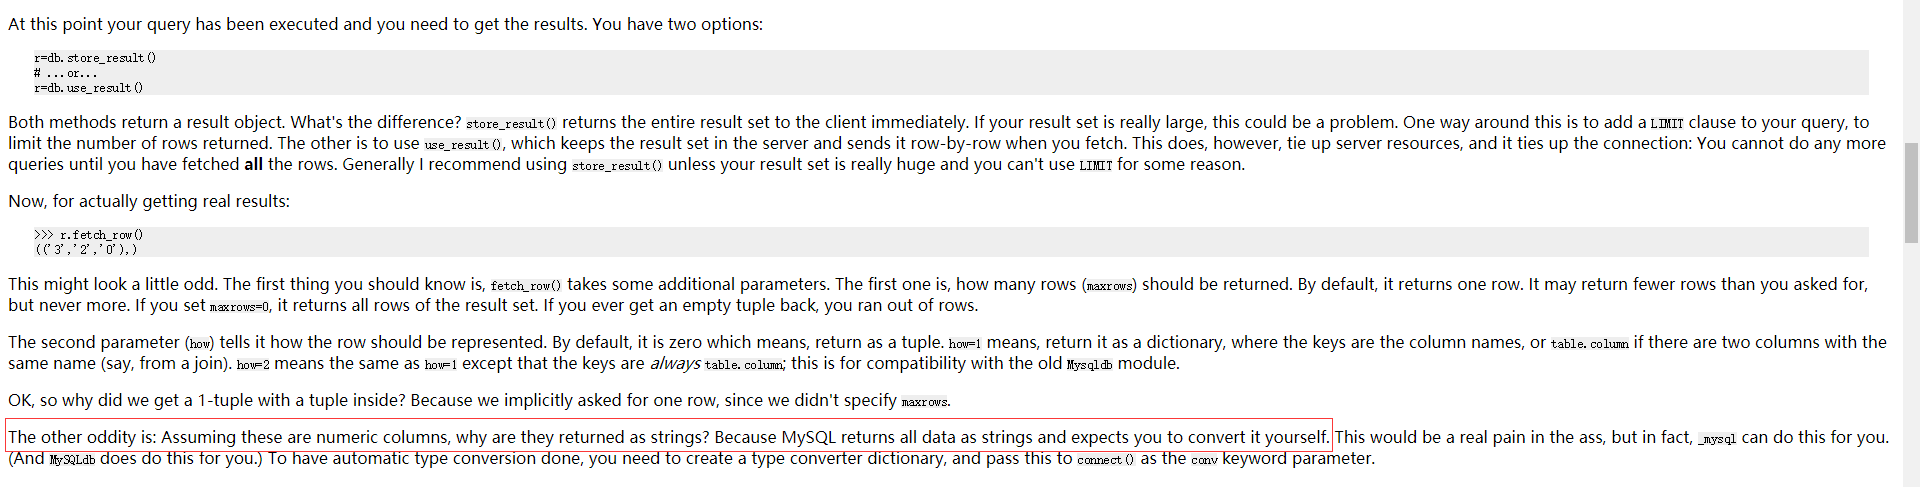 At this point your query has been executed and you need to get the results. You have two options:
r=db.store_result()
# ...or...
r=db.use_result()
Both methods return a result object. What's the difference? store_result() returns the entire result set to the client immediately. If your result set is really large, this could be a problem. One way around this is to add a LIMIT clause to your query, to
limit the number of rows returned. The other is to use use_result(), which keeps the result set in the server and sends it row-by-row when you fetch. This does, however, tie up server resources, and it ties up the connection: You cannot do any more
queries until you have fetched all the rows. Generally I recommend using store_result() unless your result set is really huge and you can't use LIMIT for some reason.
Now, for actually getting real results:
>>> r.fetch_row()
(('3','2','0'),)
This might look a little odd. The first thing you should know is, fetch_row() takes some additional parameters. The first one is, how many rows (maxrows) should be returned. By default, it returns one row. It may return fewer rows than you asked for,
but never more. If you set maxrows=0, it returns all rows of the result set. If you ever get an empty tuple back, you ran out of rows.
The second parameter (how) tells it how the row should be represented. By default, it is zero which means, return as a tuple. how=1 means, return it as a dictionary, where the keys are the column names, or table.column if there are two columns with the
same name (say, from a join). how=2 means the same as how=1 except that the keys are always table.column; this is for compatibility with the old Mysqldb module.
OK, so why did we get a 1-tuple with a tuple inside? Because we implicitly asked for one row, since we didn't specify maxrows.
The other oddity is: Assuming these are numeric columns, why are they returned as strings? Because MySQL returns all data as strings and expects you to convert it yourself. This would be a real pain in the ass, but in fact, _mysql can do this for you.
(And MySQLdb does do this for you.) To have automatic type conversion done, you need to create a type converter dictionary, and pass this to connect() as the conv keyword parameter.